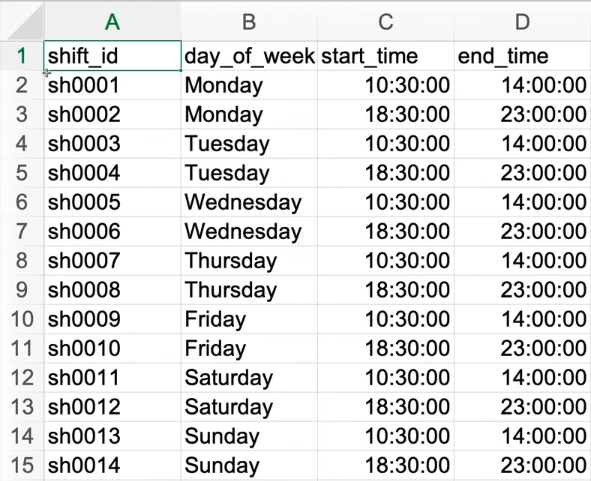 A B C D
1 shift_id day_of_week start_time end_time
2 sh0001 Monday 10:30:00 14:00:00
3 sh0002 Monday 18:30:00 23:00:00
4 sh0003 Tuesday 10:30:00 14:00:00
5 sh0004 Tuesday 18:30:00 23:00:00
6 sh0005 Wednesday 10:30:00 14:00:00
7 sh0006 Wednesday 18:30:00 23:00:00
8 sh0007 Thursday 10:30:00 14:00:00
9 sh0008 Thursday 18:30:00 23:00:00
10 sh0009 Friday 10:30:00 14:00:00
11 sh0010 Friday 18:30:00 23:00:00
12 sh0011 Saturday 10:30:00 14:00:00
13 sh0012 Saturday 18:30:00 23:00:00
14 sh0013 Sunday 10:30:00 14:00:00
15 sh0014 Sunday 18:30:00 23:00:00